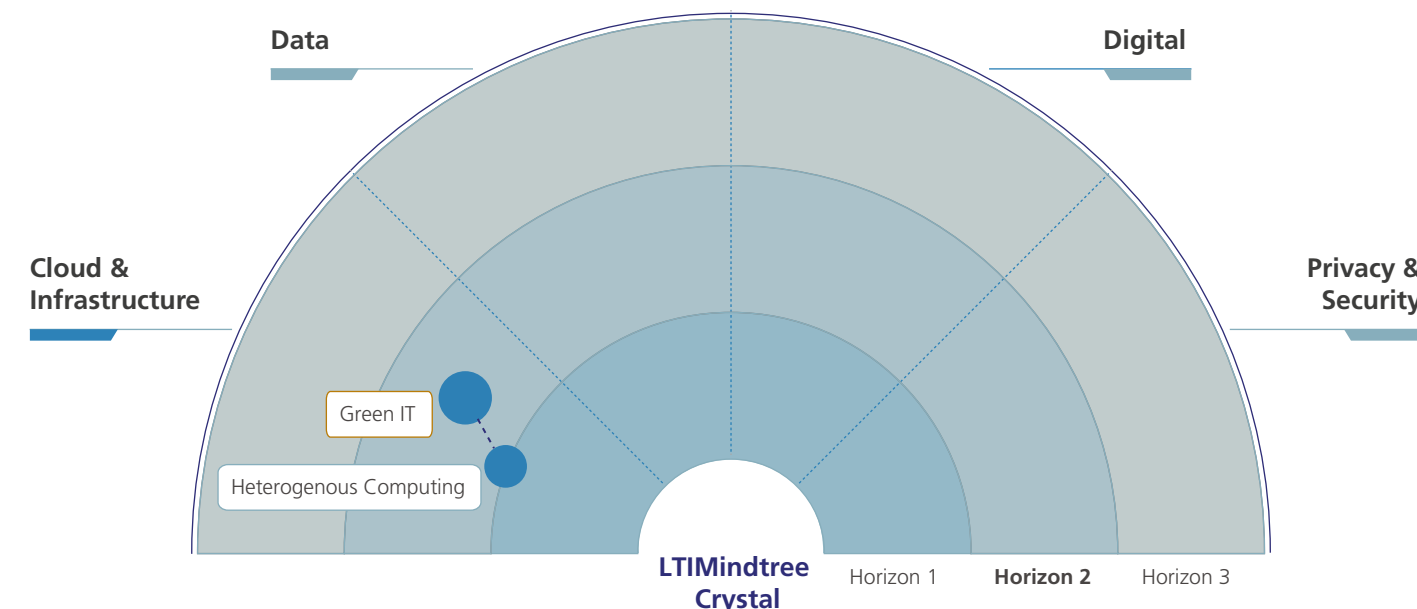 Data
Digital
Cloud &
Infrastructure
Privacy &
Security
Green IT
Heterogenous Computing
LTIMindtree
Crystal
Horizon 1
Horizon 2
Horizon 3